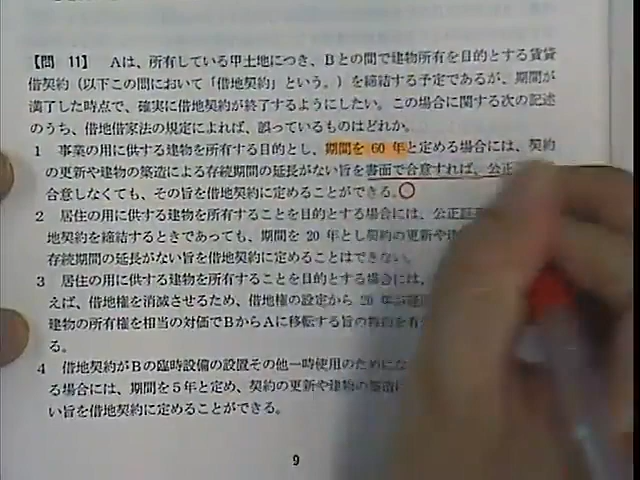 【問 11】 Aは、所有している甲土地につき、Bとの間で建物所有を目的とする賃貸
借契約(以下この問において「借地契約」という。)を締結する予定であるが、期間が
満了した時点で、確実に借地契約が終了するようにしたい。この場合に関する次の記述
のうち、借地借家法の規定によれば、誤っているものはどれか。
1 事業の用に供する建物を所有する目的とし、期間を 60 年と定める場合には、契約
の更新や建物の築造による存続期間の延長がない旨を書面で合意すれば、公正
合意しなくても、その旨を借地契約に定めることができる。
2 居住の用に供する建物を所有することを目的とする場合には、公正証
地契約を締結するときであっても、期間を 20 年とし契約の更新や建
存続期間の延長がない旨を借地契約に定めることはできない。
3 居住の用に供する建物を所有することを目的とする場合には、
えば、借地権を消滅させるため、借地権の設定から 20 年
建物の所有権を相当の対価でBからAに移転する旨の特約を有
る。
4 借地契約がBの臨時設備の設置その他一時使用のためにな
る場合には、期間を5年と定め、契約の更新や建物の築造に
い旨を借地契約に定めることができる。
9